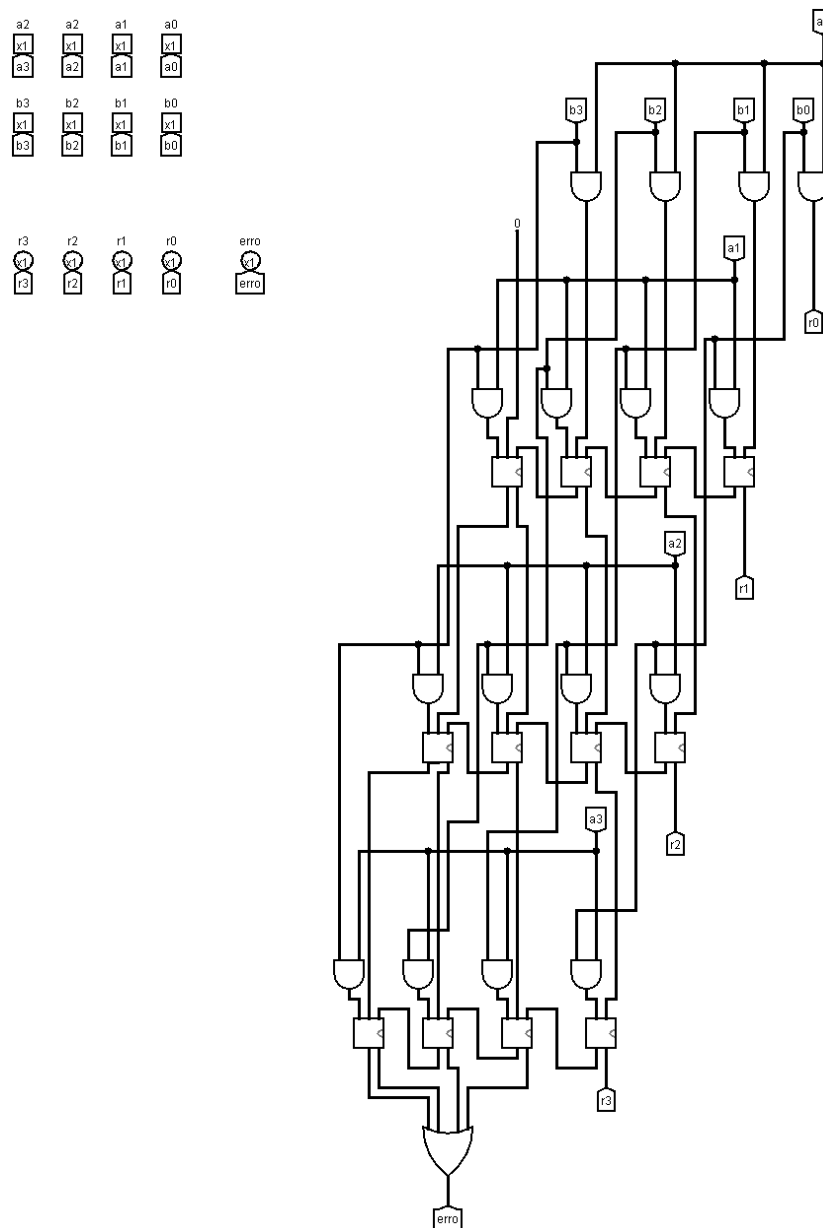 a2 a2 a1 a0
x1 x1 x1 x1
a3 a2 a1 a0
b3 b2 b1 b0
x1 x1 x1 x1
b3 b2 b1 b0
r3 r2 r1 r0 erro
x1 x1 x1 x1 x1
r3 r2 r1 r0 erro
b3 b2 b1 b0
0
a1
r0
a2
r1
a3
r2
r3
erro